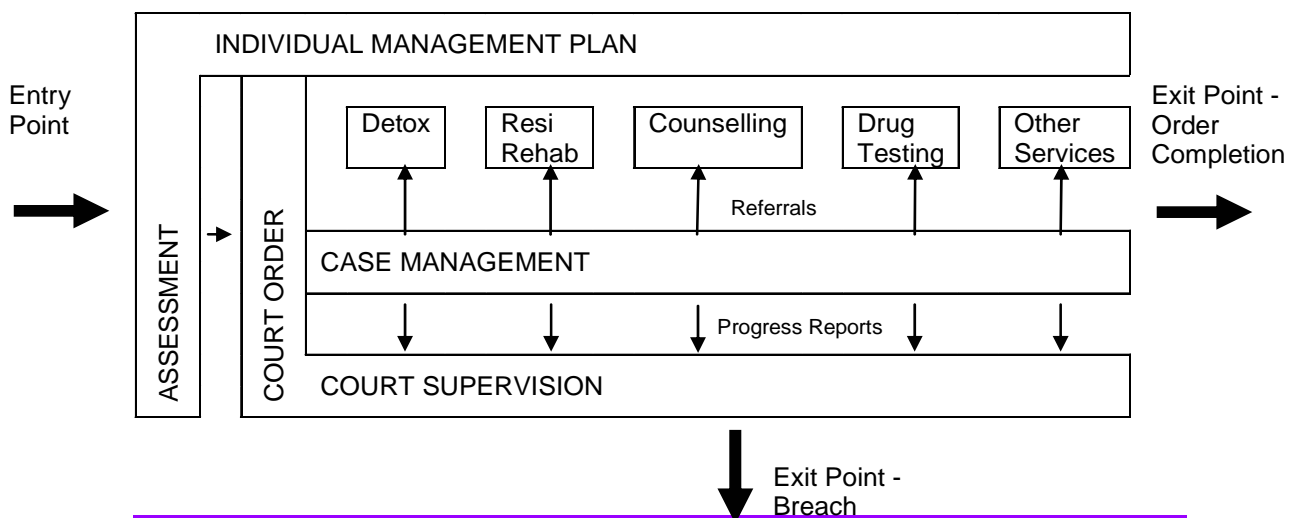 INDIVIDUAL MANAGEMENT PLAN
Entry
Point
Exit Point -
Order
Completion
Detox
Resi
Rehab
Counselling
Drug
Testing
Other
Services
Referrals
ASSESSMENT
COURT ORDER
CASE MANAGEMENT
Progress Reports
COURT SUPERVISION
Exit Point -
Breach